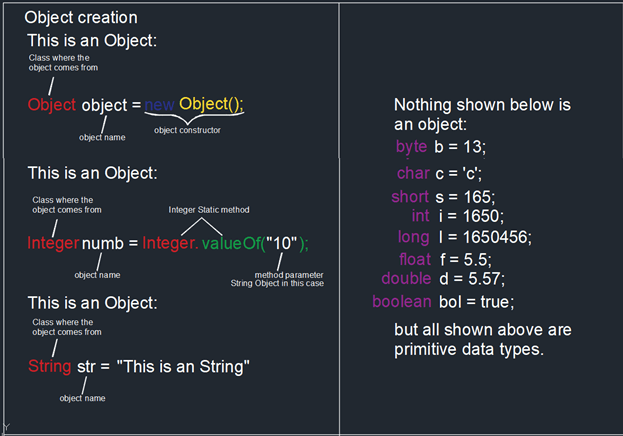 Object creation
This is an Object:
Class where the
object comes from
Object object = new Object();
object name
object constructor
This is an Object:
Class where the
object comes from
Integer Static method
Integer numb = Integer.valueOf("10");
object name
method parameter
String Object in this case
This is an Object:
Class where the
object comes from
String str = "This is an String"
object name
Y
Nothing shown below is
an object:
byte b = 13;
char c = 'c';
short s = 165;
int i = 1650;
long l = 1650456;
float f = 5.5;
double d = 5.57;
boolean bol = true;
but all shown above are
primitive data types.